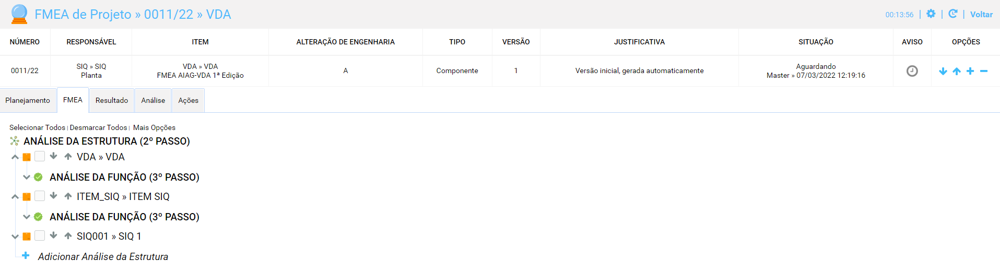 FMEA de Projeto » 0011/22 » VDA
00:13:56 | | | Voltar
NÚMERO RESPONSÁVEL ITEM ALTERAÇÃO DE ENGENHARIA TIPO VERSÃO JUSTIFICATIVA SITUAÇÃO AVISO OPÇÕES
0011/22
SIQ » SIQ
Planta
VDA » VDA
FMEA AIAG-VDA 1ª Edição
A
Componente
1
Versão inicial, gerada automaticamente
Aguardando
Master » 07/03/2022 12:19:16
Planejamento FMEA Resultado Análise Ações
Selecionar Todos | Desmarcar Todos | Mais Opções
ANÁLISE DA ESTRUTURA (2º PASSO)
VDA » VDA
ANÁLISE DA FUNÇÃO (3º PASSO)
ITEM_SIQ » ITEM SIQ
ANÁLISE DA FUNÇÃO (3º PASSO)
SIQ001 » SIQ 1
Adicionar Análise da Estrutura